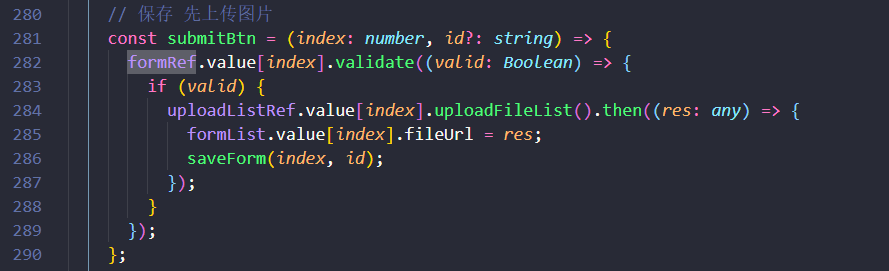 280 // 保存 先上传图片
281 const submitBtn = (index: number, id?: string) => {
282 formRef.value[index].validate((valid: Boolean) => {
283 if (valid) {
284 uploadListRef.value[index].uploadFileList().then((res: any) => {
285 formList.value[index].fileUrl = res;
286 saveForm(index, id);
287 });
288 }
289 });
290 };